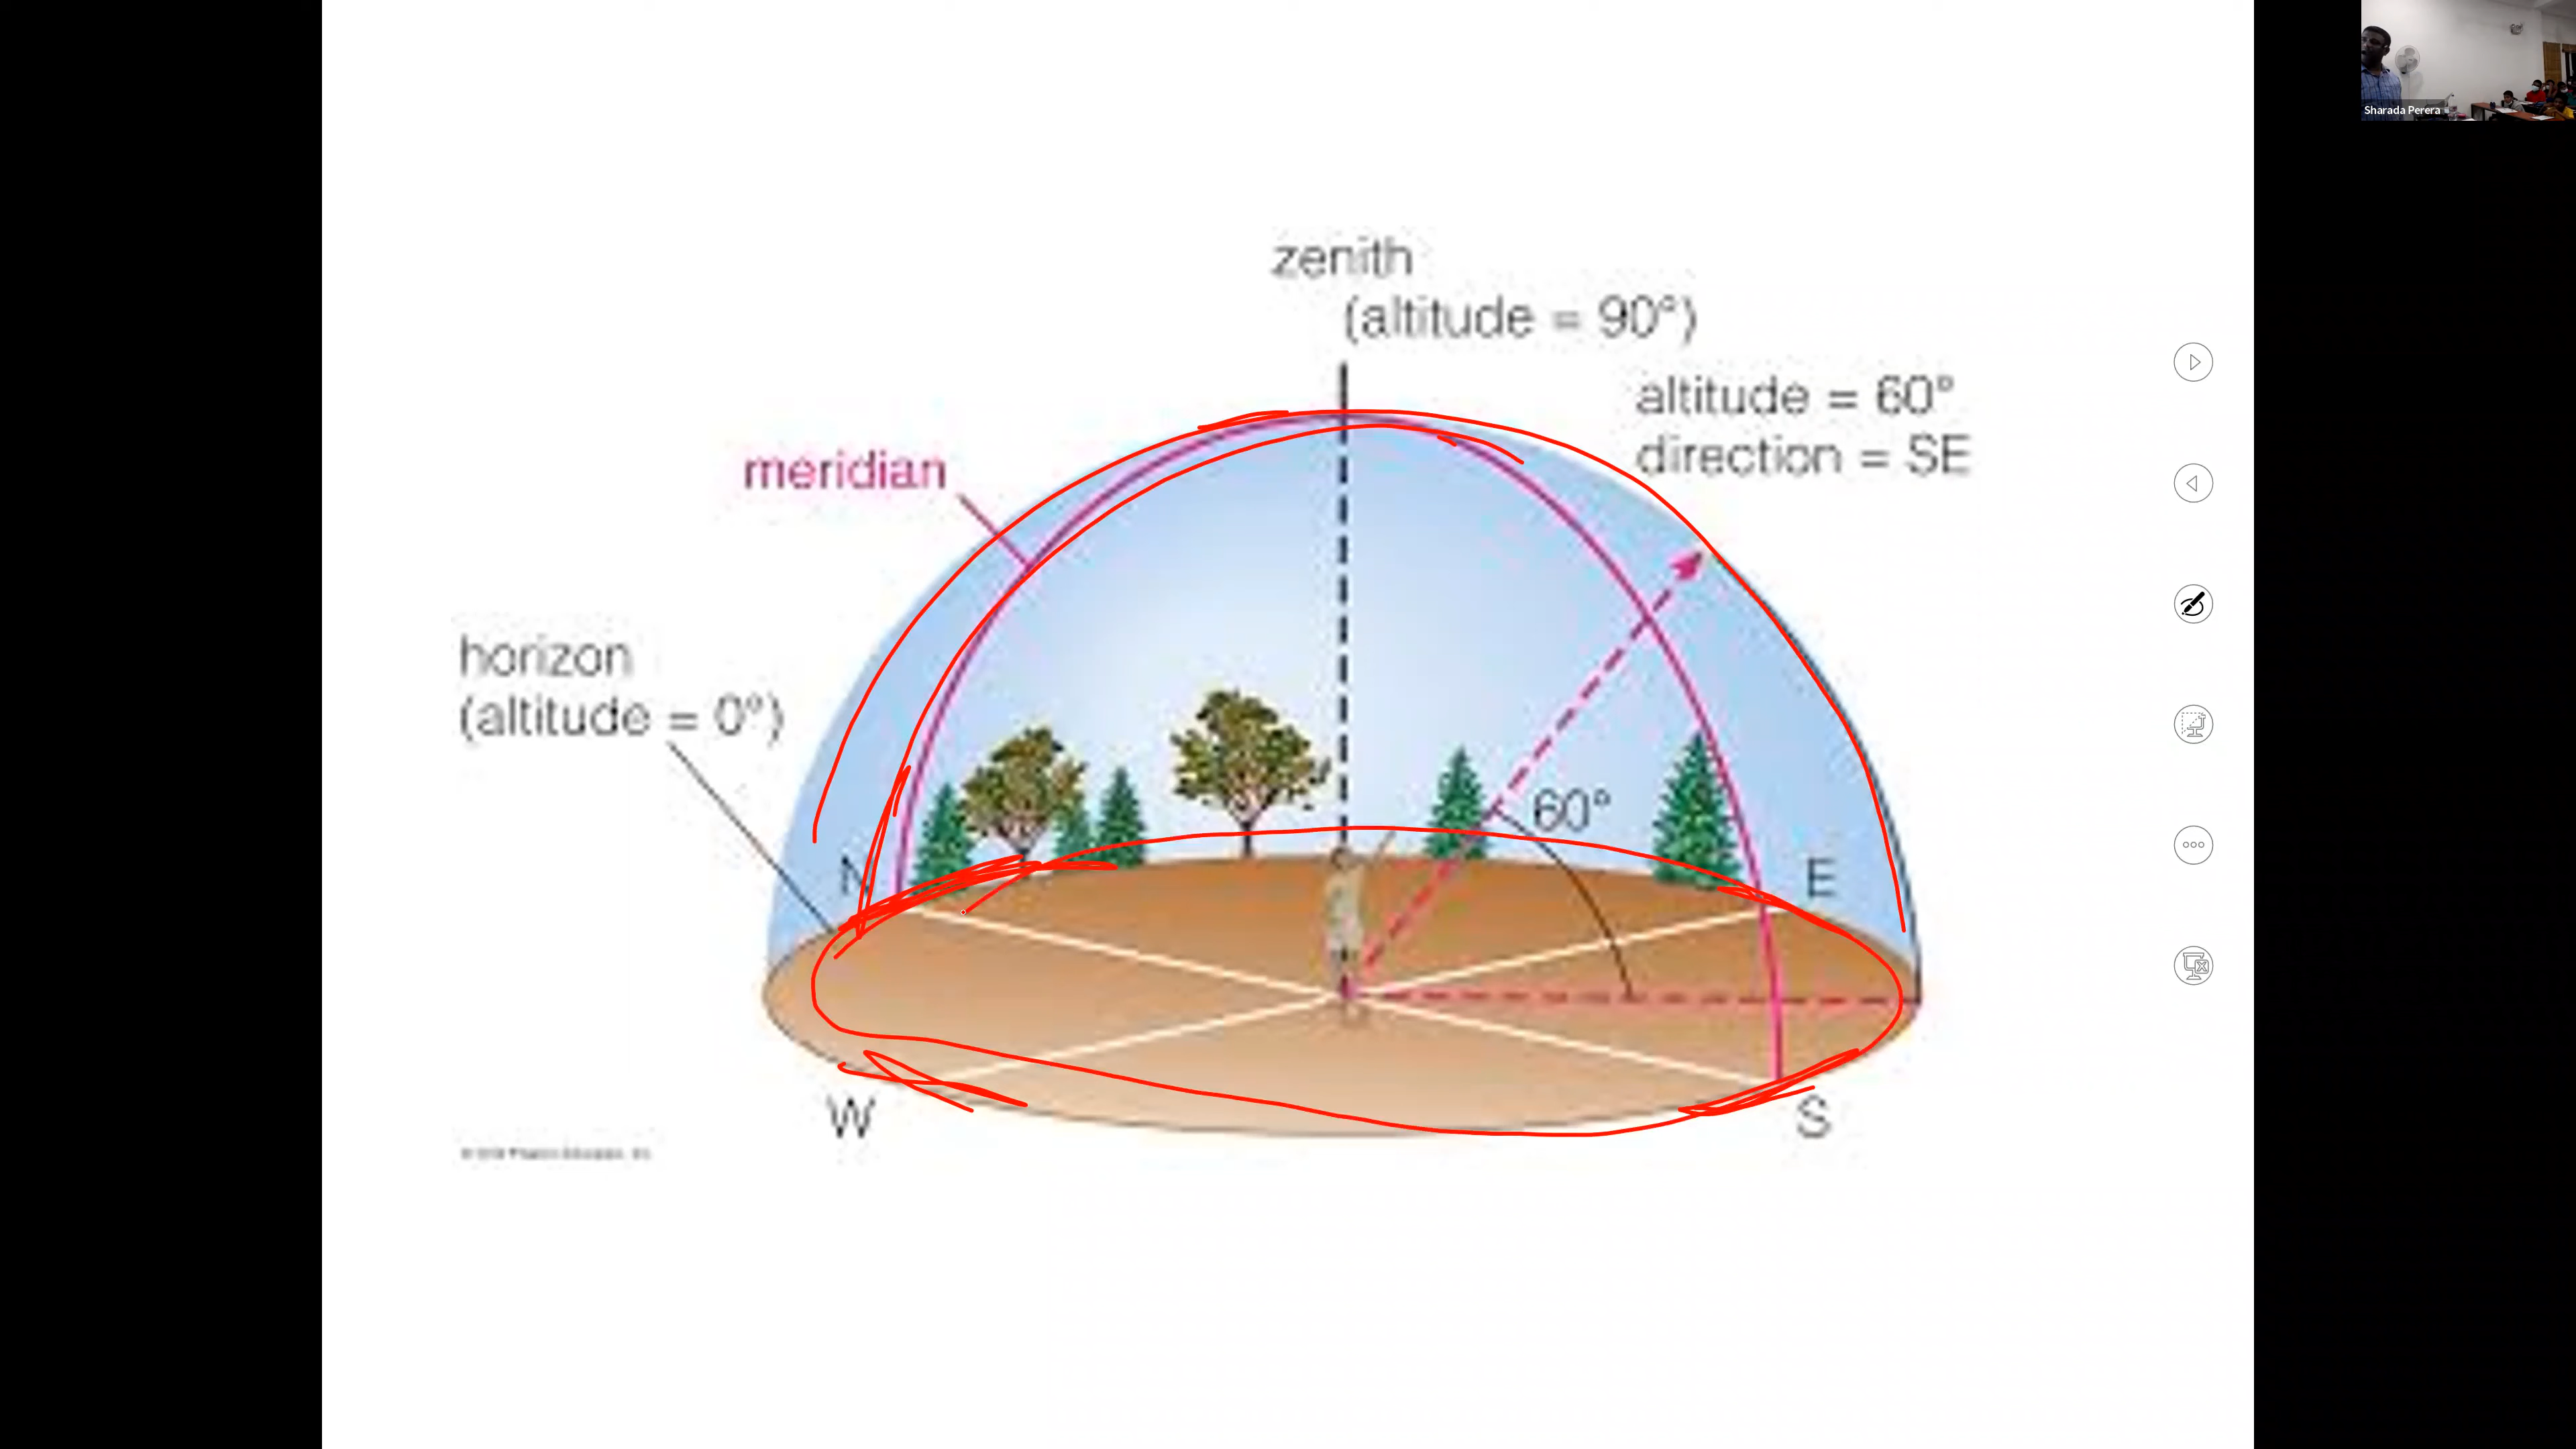 Sharada Perera
zenith
(altitude = 90°)
altitude = 60°
direction = SE
meridian
horizon
(altitude = 0°)
60°
N
E
W
S